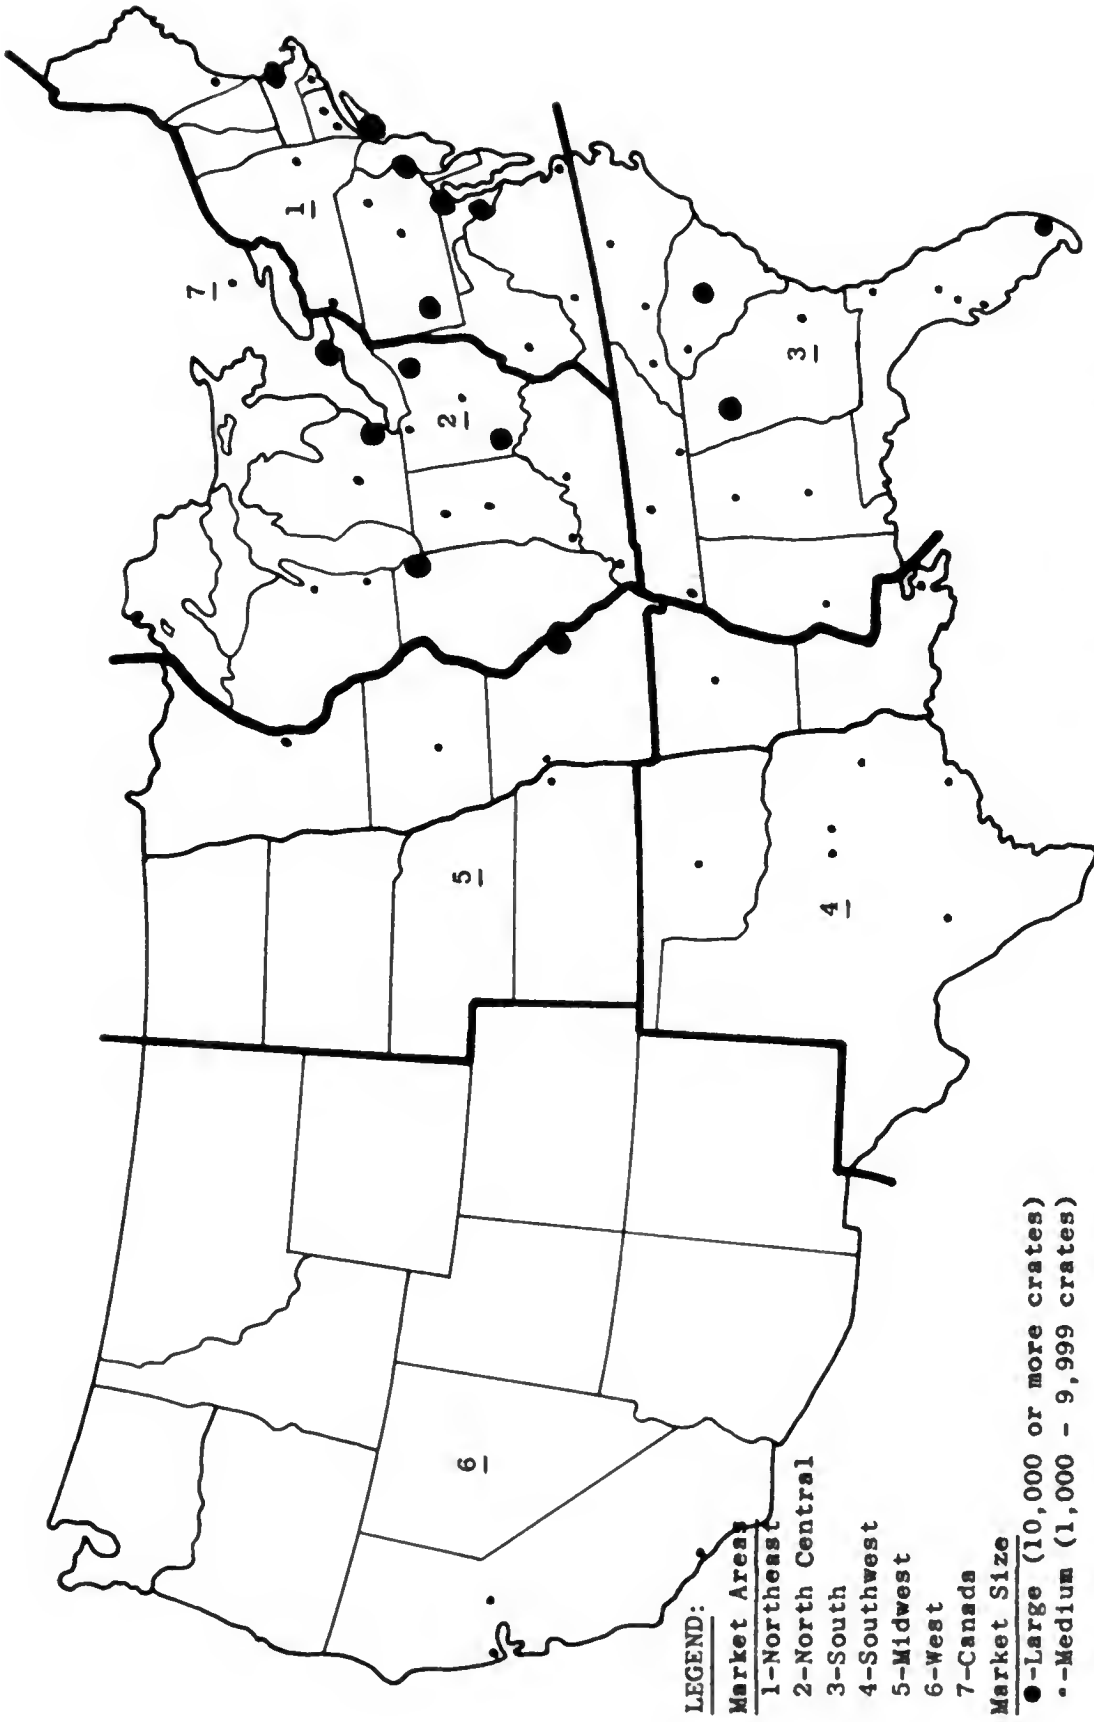 1
7
2
3
5
4
6
LEGEND:
Market Areas
1-Northeast
2-North Central
3-South
4-Southwest
5-Midwest
6-West
7-Canada
Market Size
●-Large (10,000 or more crates)
•-Medium (1,000 - 9,999 crates)